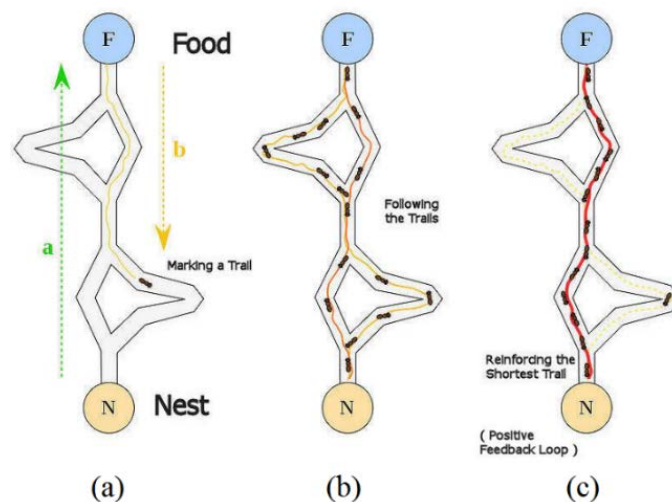 F
Food
b
a
Marking a Trail
N
Nest
(a)
F
Following
the Trails
N
(b)
F
Reinforcing the
Shortest Trail
N
( Positive
Feedback Loop )
(c)